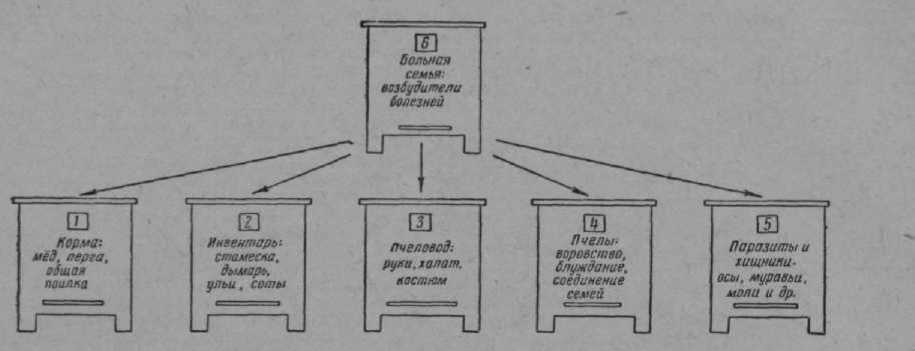 6
Больная
семья:
возбудители
болезней
1
Корма:
мёд, перга,
общая
поилка
2
Инвентарь:
стамеска,
дымарь,
ульи, соты
3
Пчеловод:
руки, халат,
костюм
4
Пчелы:
воровство,
блуждание,
соединение
семей
5
Паразиты и
хищники-
осы, муравьи,
моли и др.